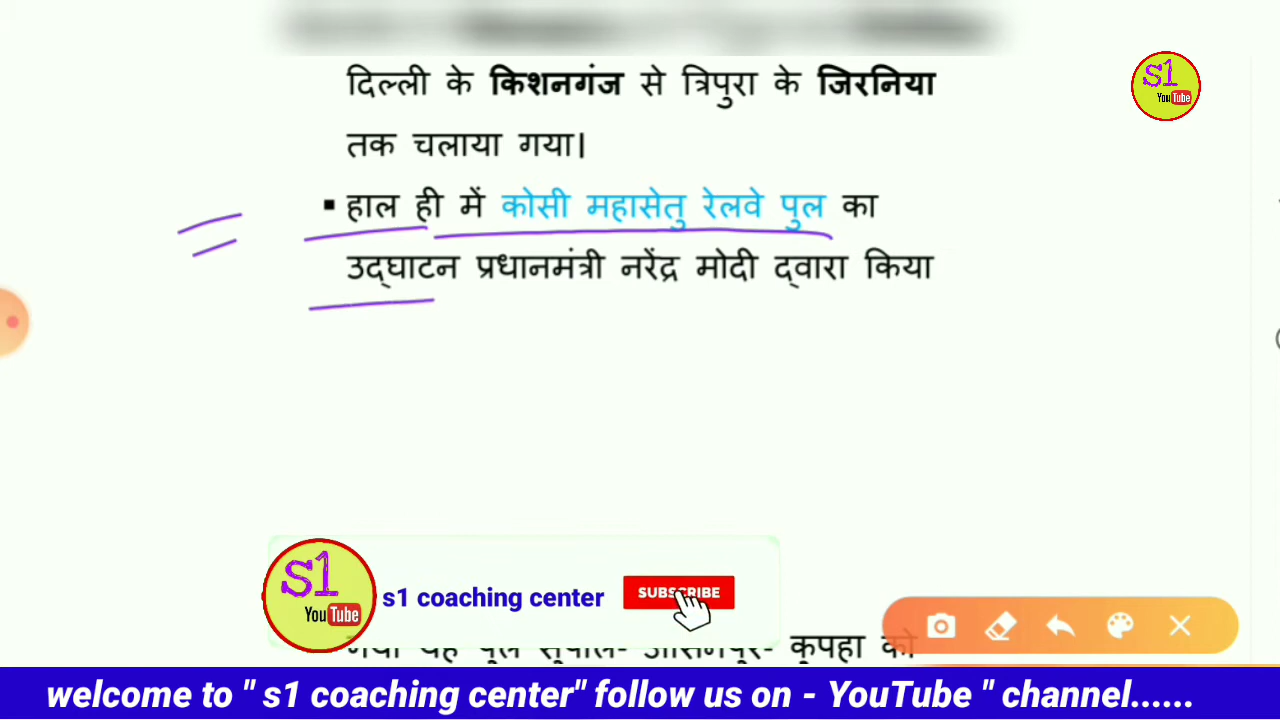 s1
YouTube
दिल्ली के किशनगंज से त्रिपुरा के जिरनिया
तक चलाया गया।
▪ हाल ही में कोसी महासेतु रेलवे पुल का
उद्घाटन प्रधानमंत्री नरेंद्र मोदी द्वारा किया
s1
YouTube
s1 coaching center
SUBSCRIBE
कूपहा को
welcome to " s1 coaching center" follow us on - YouTube " channel......